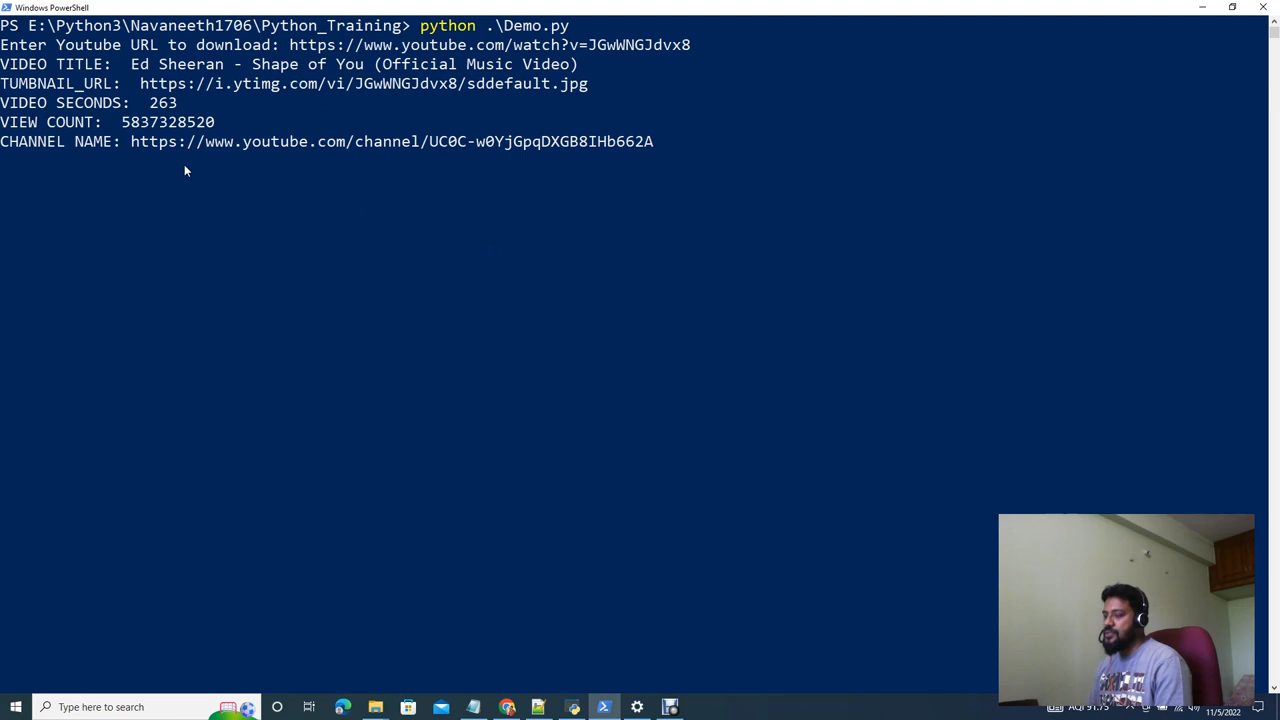 Windows PowerShell
PS E:\Python3\Navaneeth1706\Python_Training> python .\Demo.py
Enter Youtube URL to download: https://www.youtube.com/watch?v=JGwWNGJdvx8
VIDEO TITLE:  Ed Sheeran - Shape of You (Official Music Video)
TUMBNAIL_URL:  https://i.ytimg.com/vi/JGwWNGJdvx8/sddefault.jpg
VIDEO SECONDS:  263
VIEW COUNT:  5837328520
CHANNEL NAME: https://www.youtube.com/channel/UC0C-w0YjGpqDXGB8IHb662A
Type here to search
11/5/2022